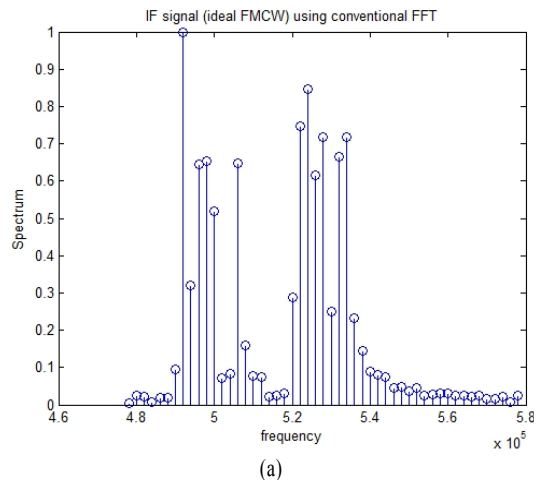 IF signal (ideal FMCW) using conventional FFT
1
0.9
0.8
0.7
0.6
0.5
0.4
0.3
0.2
0.1
0
Spectrum
4.6 4.8 5 5.2 5.4 5.6 5.8
frequency
x 10^5
(a)